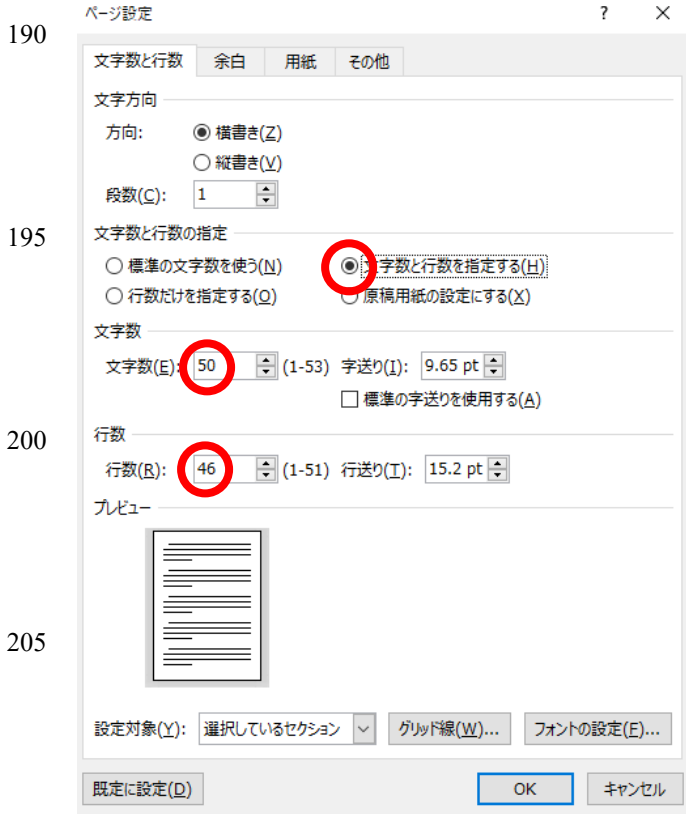 ページ設定 ? ×
190
文字数と行数 余白 用紙 その他
文字方向
方向: 横書き(Z)
縦書き(V)
段数(C): 1
195
文字数と行数の指定
標準の文字数を使う(N) 文字数と行数を指定する(H)
行数だけを指定する(O) 原稿用紙の設定にする(X)
文字数
文字数(E): 50 (1-53) 字送り(I): 9.65 pt
標準の字送りを使用する(A)
200
行数
行数(R): 46 (1-51) 行送り(T): 15.2 pt
プレビュー
205
設定対象(Y): 選択しているセクション グリッド線(W)... フォントの設定(F)...
既定に設定(D) OK キャンセル